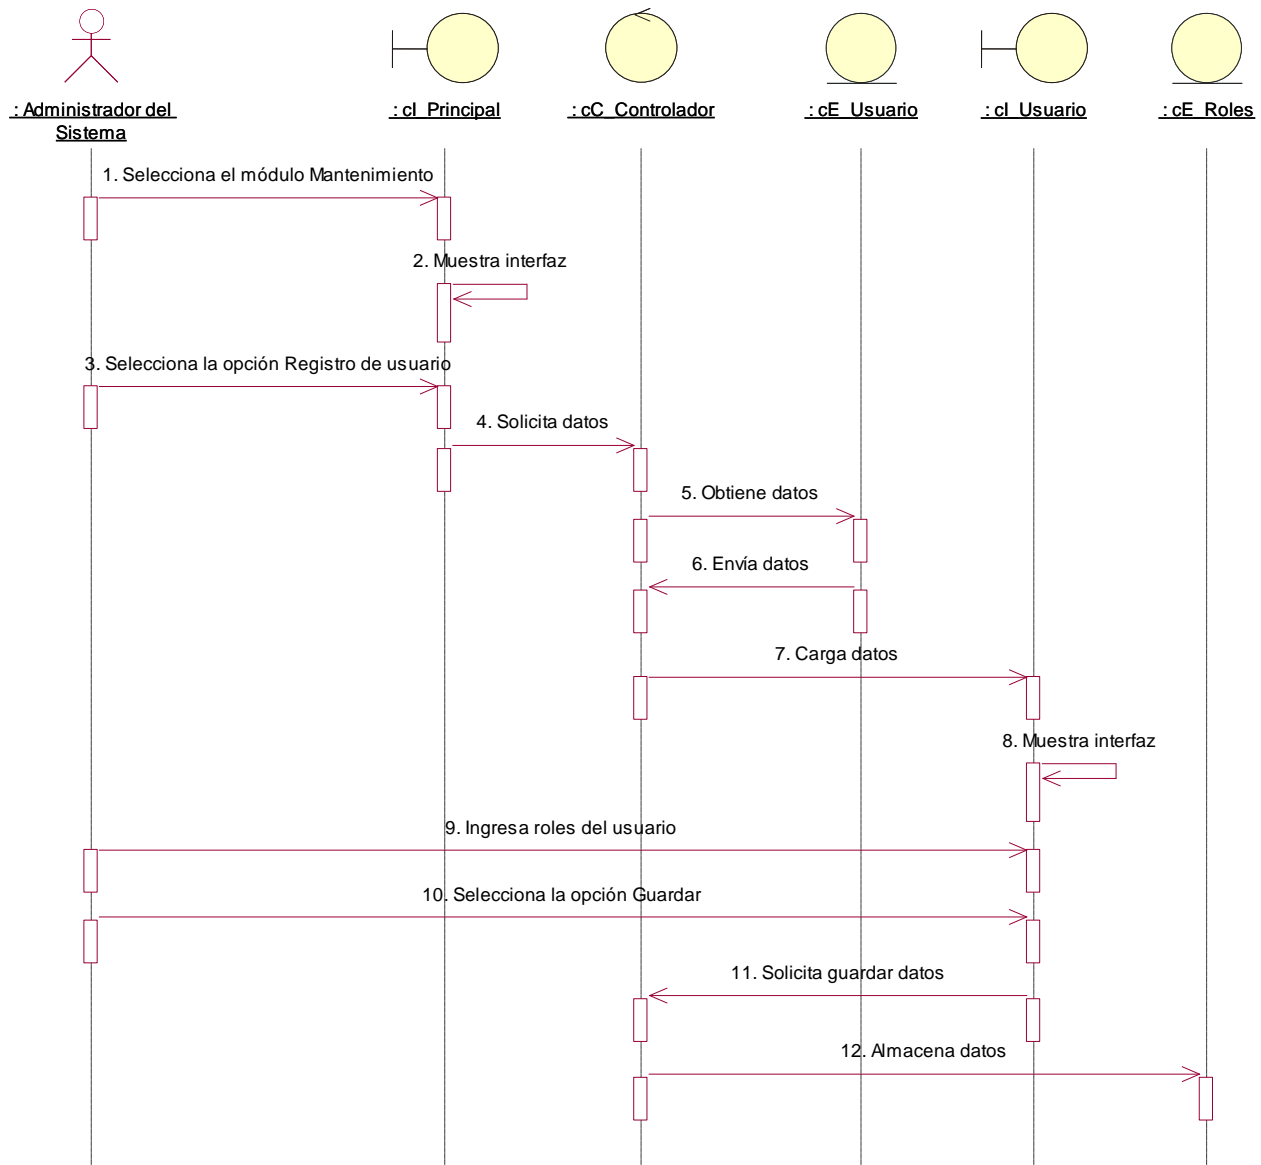 : Administrador del
Sistema
: cI_Principal
: cC_Controlador
: cE_Usuario
: cI_Usuario
: cE_Roles
1. Selecciona el módulo Mantenimiento
2. Muestra interfaz
3. Selecciona la opción Registro de usuario
4. Solicita datos
5. Obtiene datos
6. Envía datos
7. Carga datos
8. Muestra interfaz
9. Ingresa roles del usuario
10. Selecciona la opción Guardar
11. Solicita guardar datos
12. Almacena datos